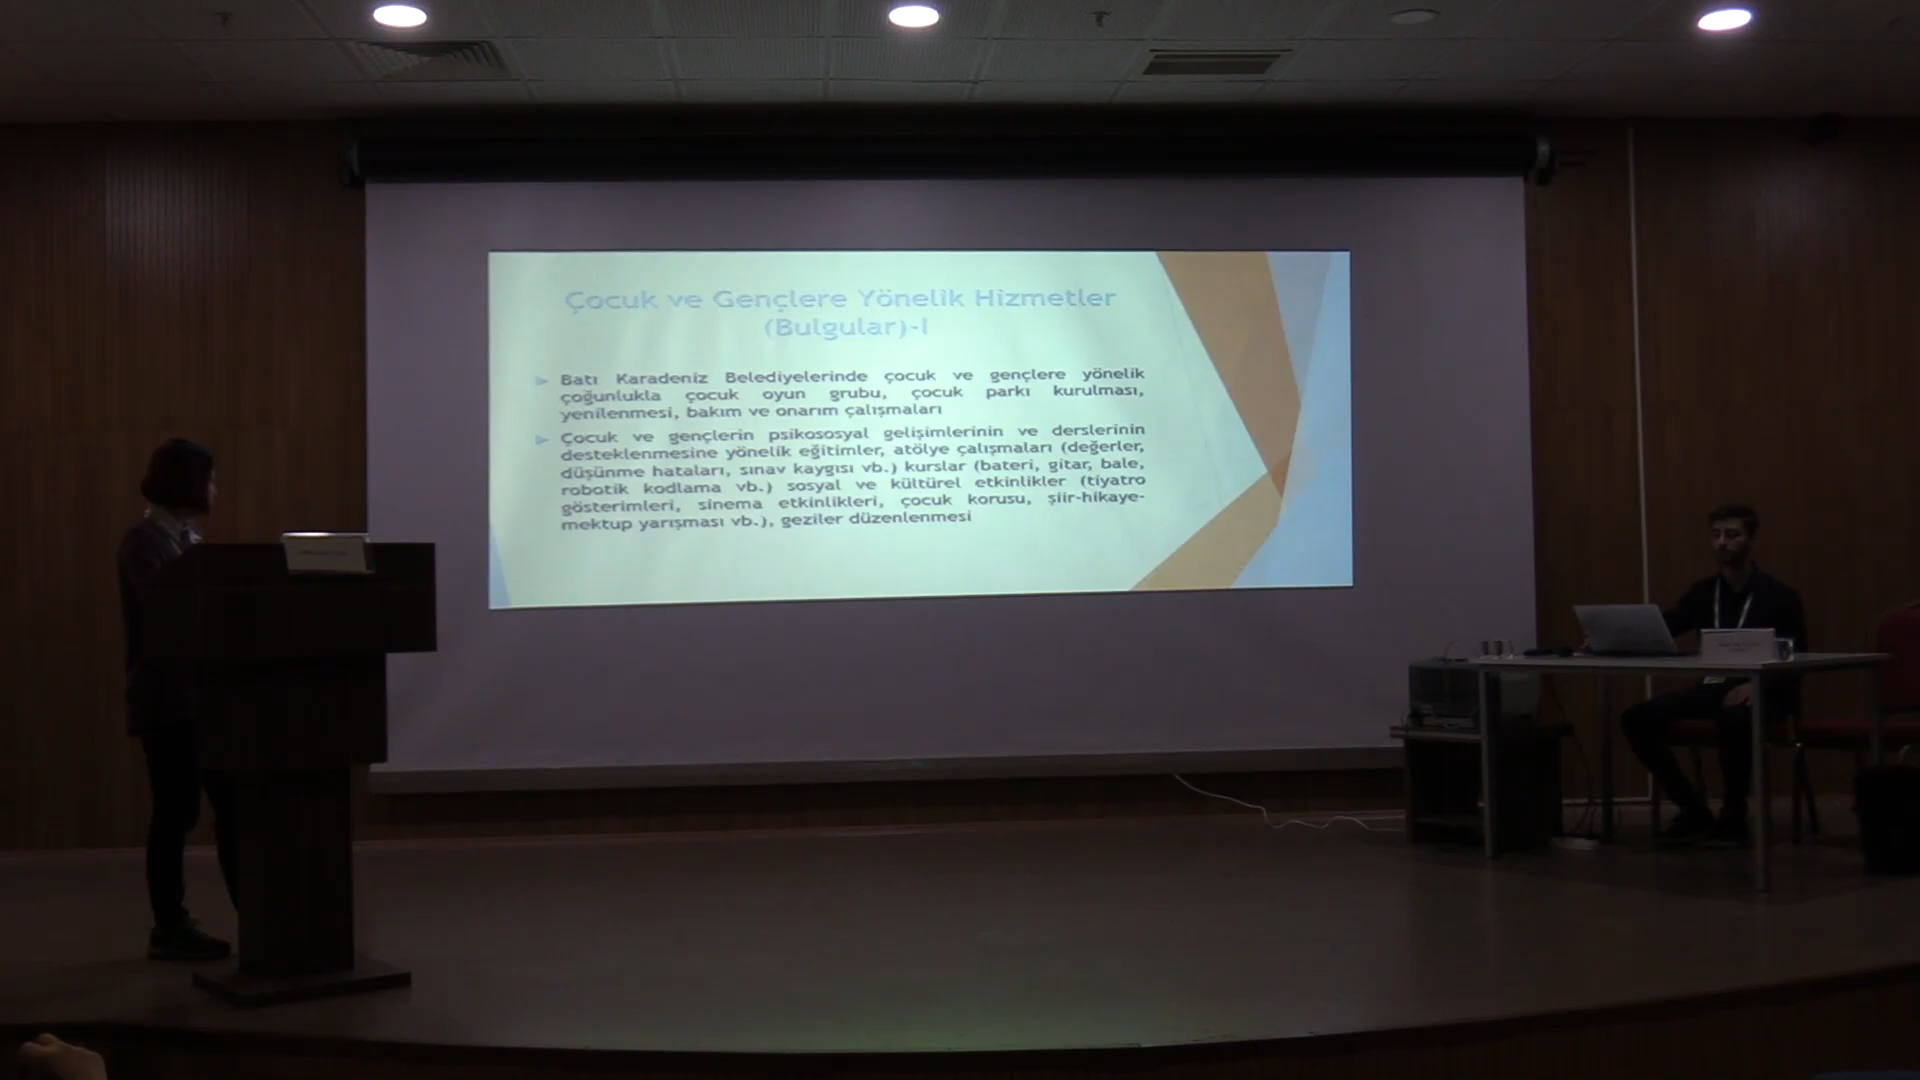 Çocuk ve Gençlere Yönelik Hizmetler
(Bulgular)-I
Batı Karadeniz Belediyelerinde çocuk ve gençlere yönelik
çoğunlukla çocuk oyun grubu, çocuk parkı kurulması,
yenilenmesi, bakım ve onarım çalışmaları
Çocuk ve gençlerin psikososyal gelişimlerinin ve derslerinin
desteklenmesine yönelik eğitimler, atölye çalışmaları (değerler,
düşünme hataları, sınav kaygısı vb.) kurslar (bateri, gitar, bale,
robotik kodlama vb.) sosyal ve kültürel etkinlikler (tiyatro
gösterimleri, sinema etkinlikleri, çocuk korusu, şiir-hikaye-
mektup yarışması vb.), geziler düzenlenmesi